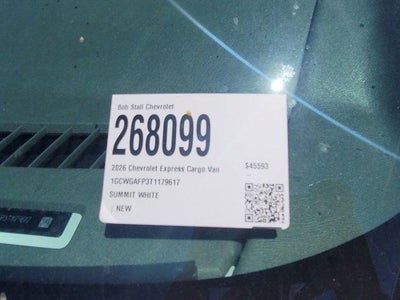 Bob Stall Chevrolet
268099
2026 Chevrolet Express Cargo Van $45593
1GCWGAFP3T1179617
SUMMIT WHITE
NEW